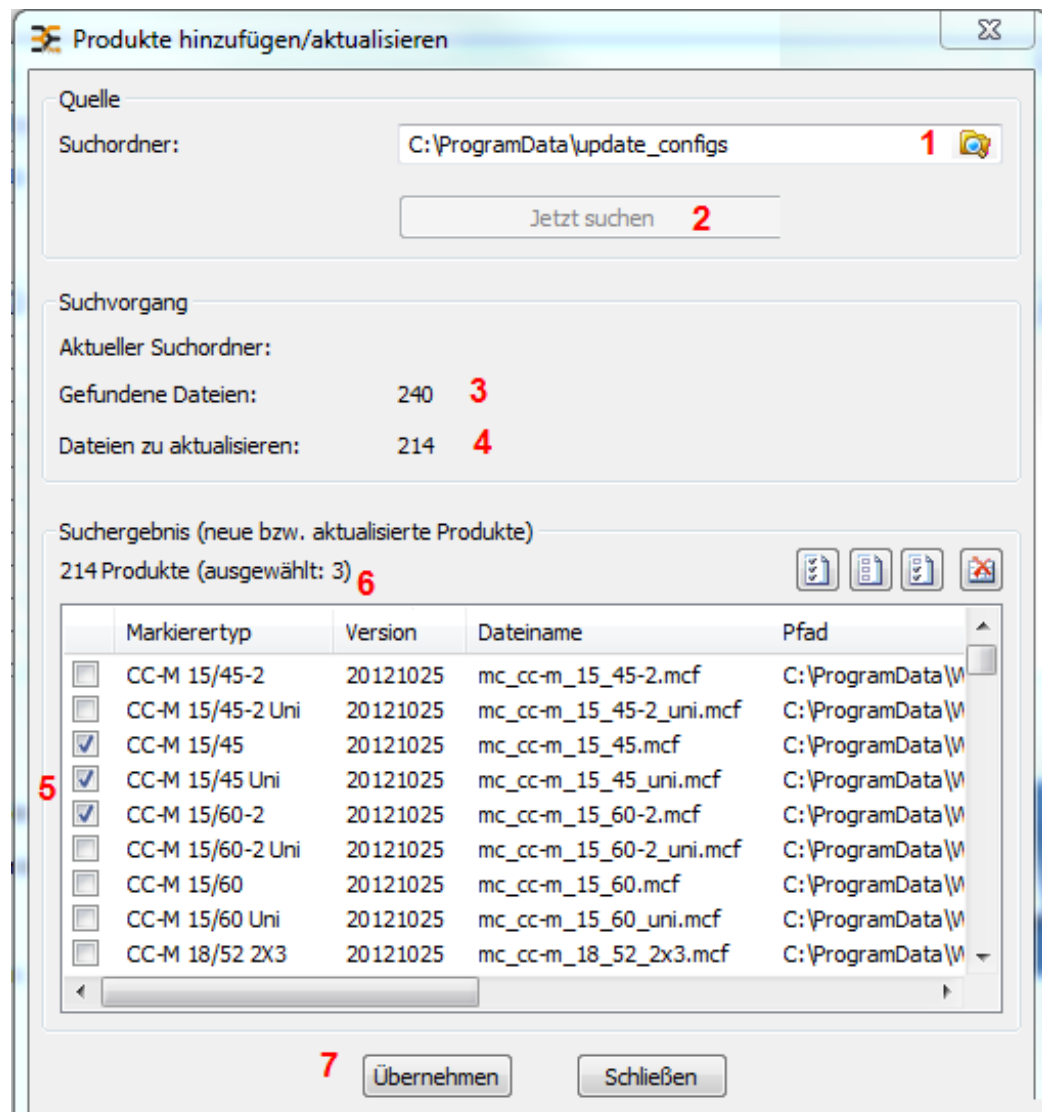 Produkte hinzufügen/aktualisieren
Quelle
Suchordner: C:\ProgramData\update_configs 1
Jetzt suchen 2
Suchvorgang
Aktueller Suchordner:
Gefundene Dateien: 240 3
Dateien zu aktualisieren: 214 4
Suchergebnis (neue bzw. aktualisierte Produkte)
214 Produkte (ausgewählt: 3) 6
Markierertyp Version Dateiname Pfad
CC-M 15/45-2 20121025 mc_cc-m_15_45-2.mcf C:\ProgramData\W
CC-M 15/45-2 Uni 20121025 mc_cc-m_15_45-2_uni.mcf C:\ProgramData\W
CC-M 15/45 20121025 mc_cc-m_15_45.mcf C:\ProgramData\W
5 CC-M 15/45 Uni 20121025 mc_cc-m_15_45_uni.mcf C:\ProgramData\W
CC-M 15/60-2 20121025 mc_cc-m_15_60-2.mcf C:\ProgramData\W
CC-M 15/60-2 Uni 20121025 mc_cc-m_15_60-2_uni.mcf C:\ProgramData\W
CC-M 15/60 20121025 mc_cc-m_15_60.mcf C:\ProgramData\W
CC-M 15/60 Uni 20121025 mc_cc-m_15_60_uni.mcf C:\ProgramData\W
CC-M 18/52 2X3 20121025 mc_cc-m_18_52_2x3.mcf C:\ProgramData\W
7 Übernehmen Schließen